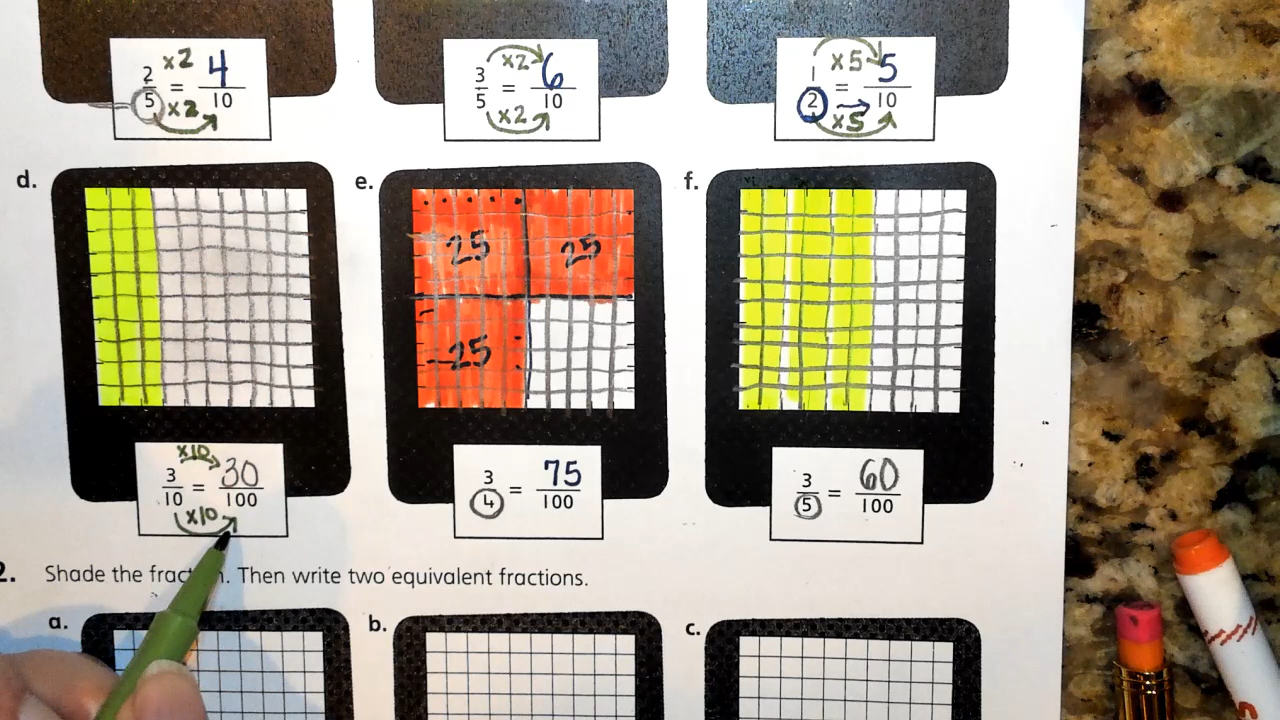 ×2 ×2 ×5
2/5 = 4/10 3/5 = 6/10 1/2 = 5/10
×2 ×2 ×5
d. e. f.
25 25
25
×10
3/10 = 30/100 3/4 = 75/100 3/5 = 60/100
×10
2. Shade the . Then write two equivalent fractions.
a. b. c.